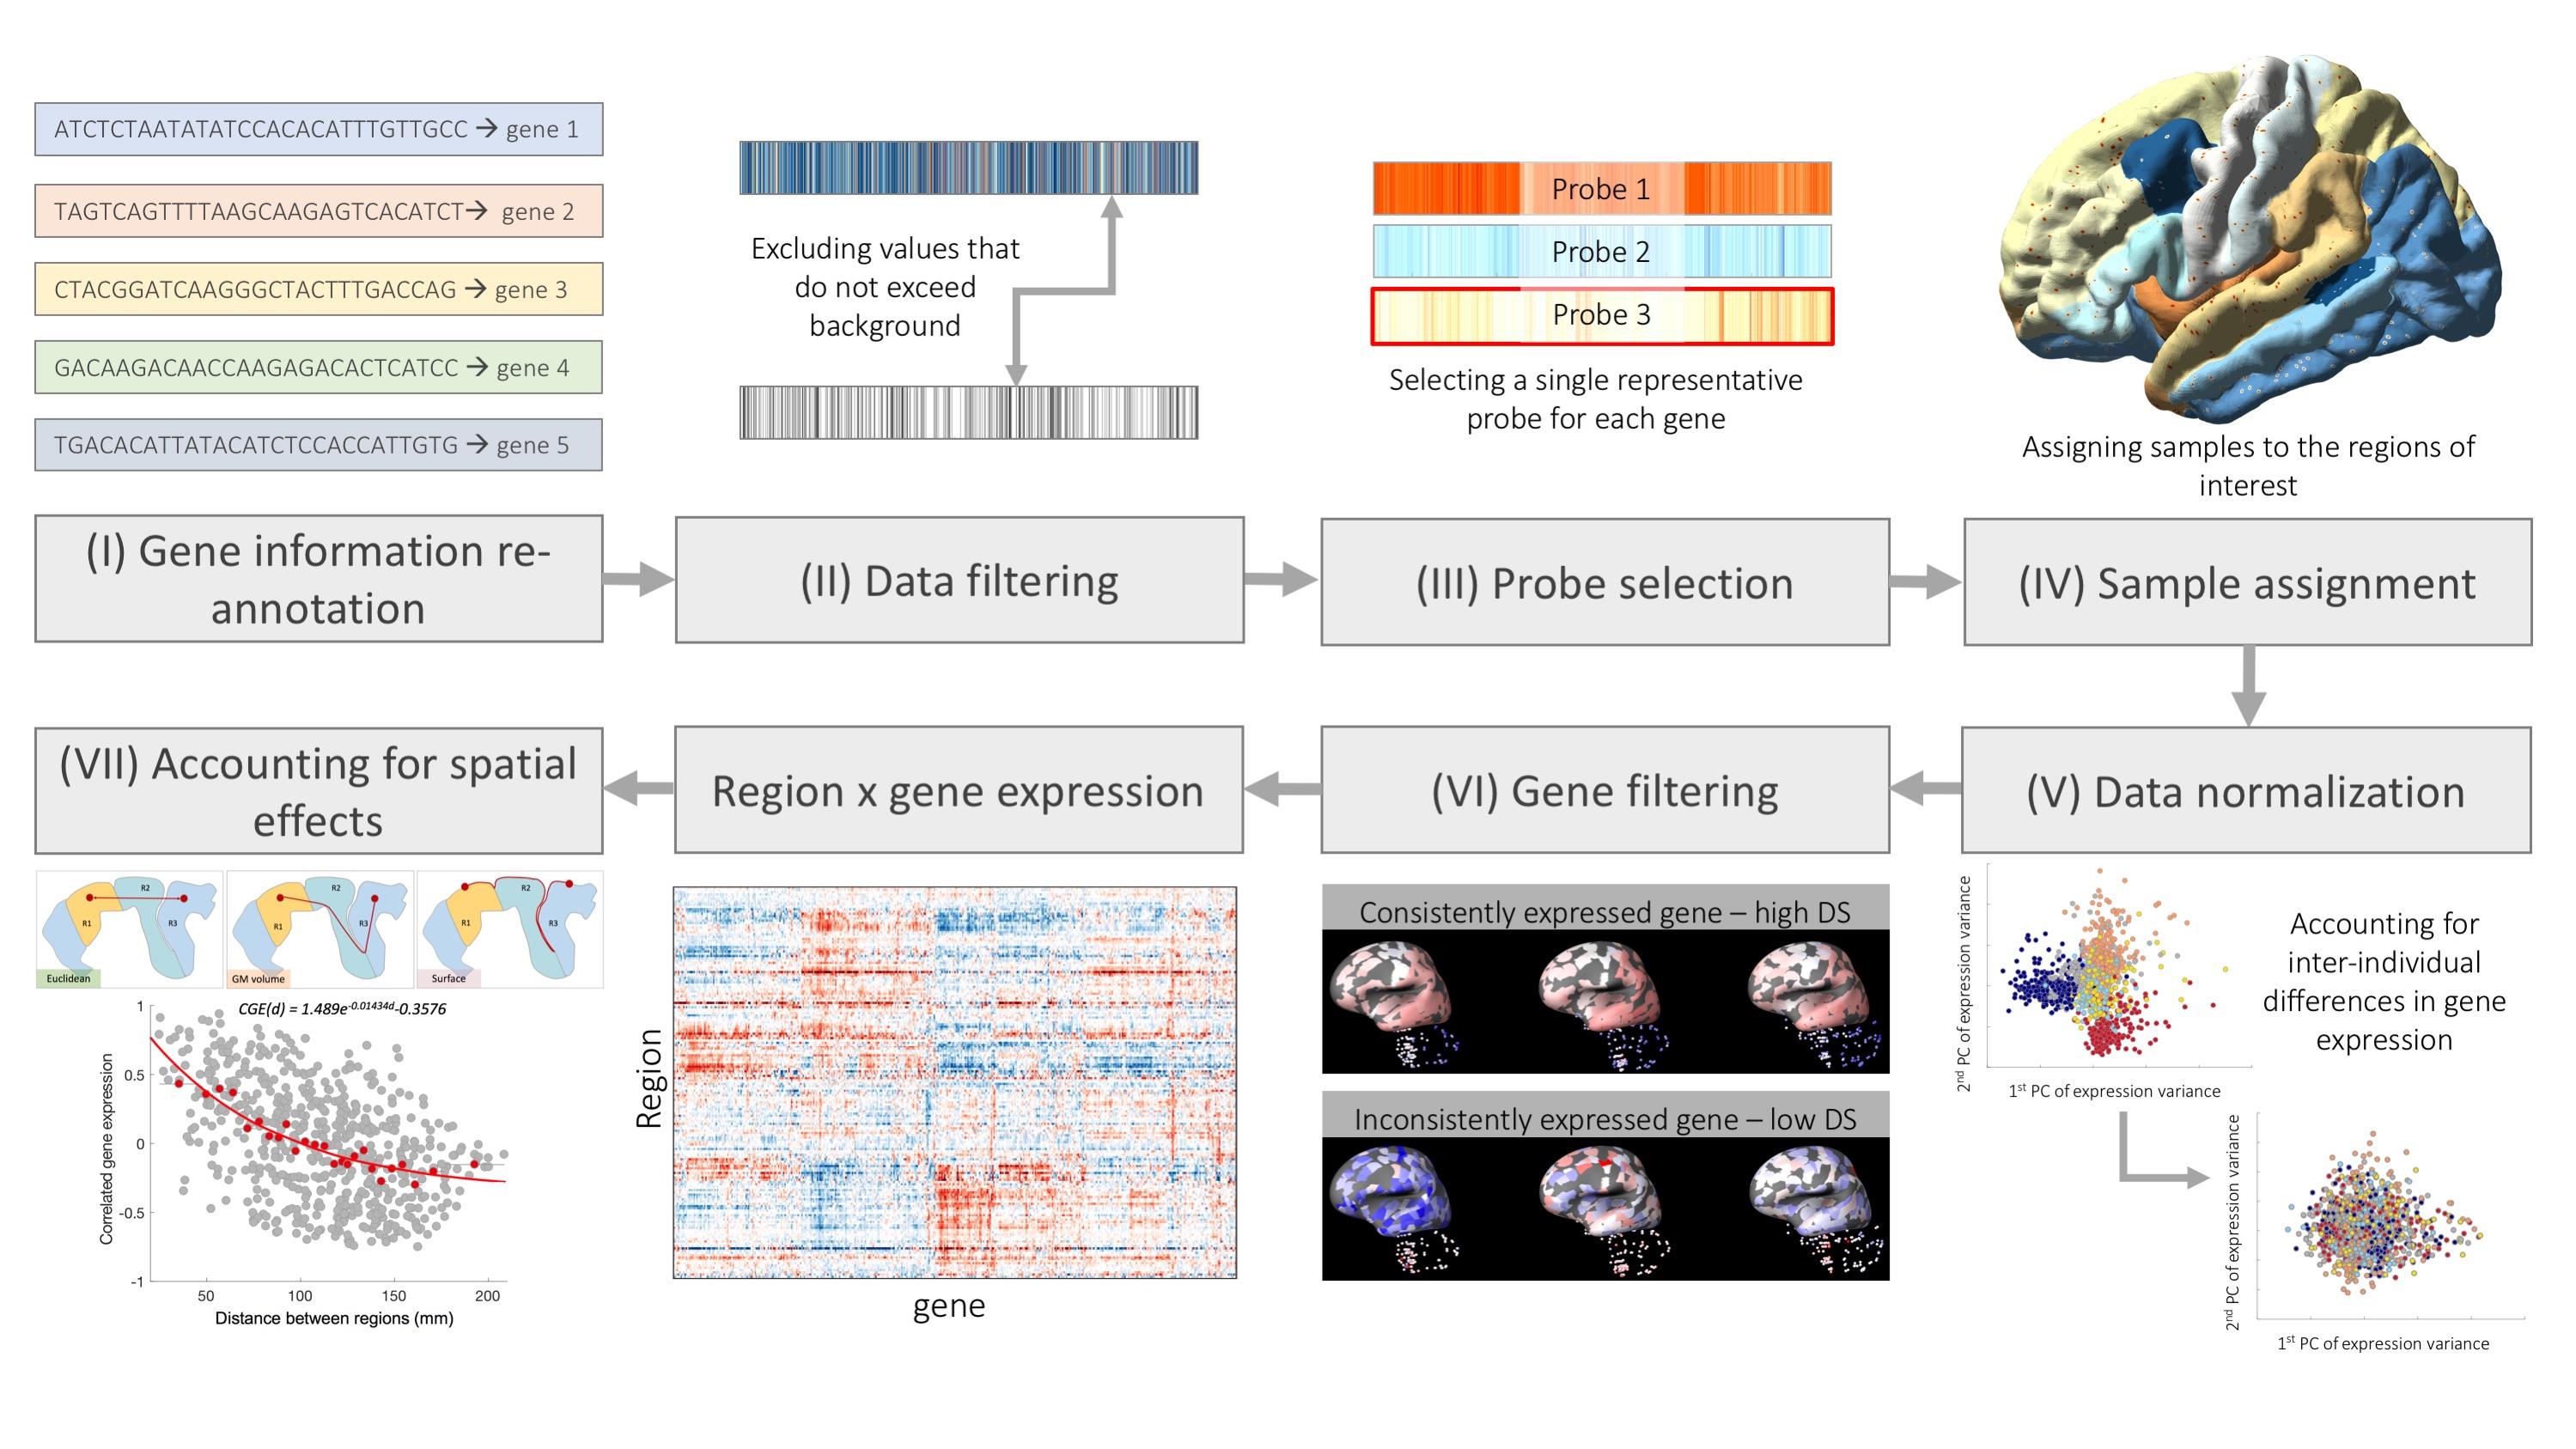 ATCTCTAATATATCCACACATTTGTTGCC → gene 1
TAGTCAGTTTTAAGCAAGAGTCACATCT→ gene 2
CTACGGATCAAGGGCTACTTTGACCAG → gene 3
GACAAGACAACCAAGAGACACTCATCC → gene 4
TGACACATTATACATCTCCACCATTGTG → gene 5
Excluding values that
do not exceed
background
Probe 1
Probe 2
Probe 3
Selecting a single representative
probe for each gene
Assigning samples to the regions of
interest
(I) Gene information re-
annotation
(II) Data filtering
(III) Probe selection
(IV) Sample assignment
(VII) Accounting for spatial
effects
Region x gene expression
(VI) Gene filtering
(V) Data normalization
R1
R2
R3
Euclidean
R1
R2
R3
GM volume
R1
R2
R3
Surface
CGE(d) = 1.489e-0.01434d-0.3576
Correlated gene expression
1
0.5
0
-0.5
-1
50 100 150 200
Distance between regions (mm)
Region
gene
Consistently expressed gene – high DS
Inconsistently expressed gene – low DS
2nd PC of expression variance
1st PC of expression variance
Accounting for
inter-individual
differences in gene
expression
2nd PC of expression variance
1st PC of expression variance